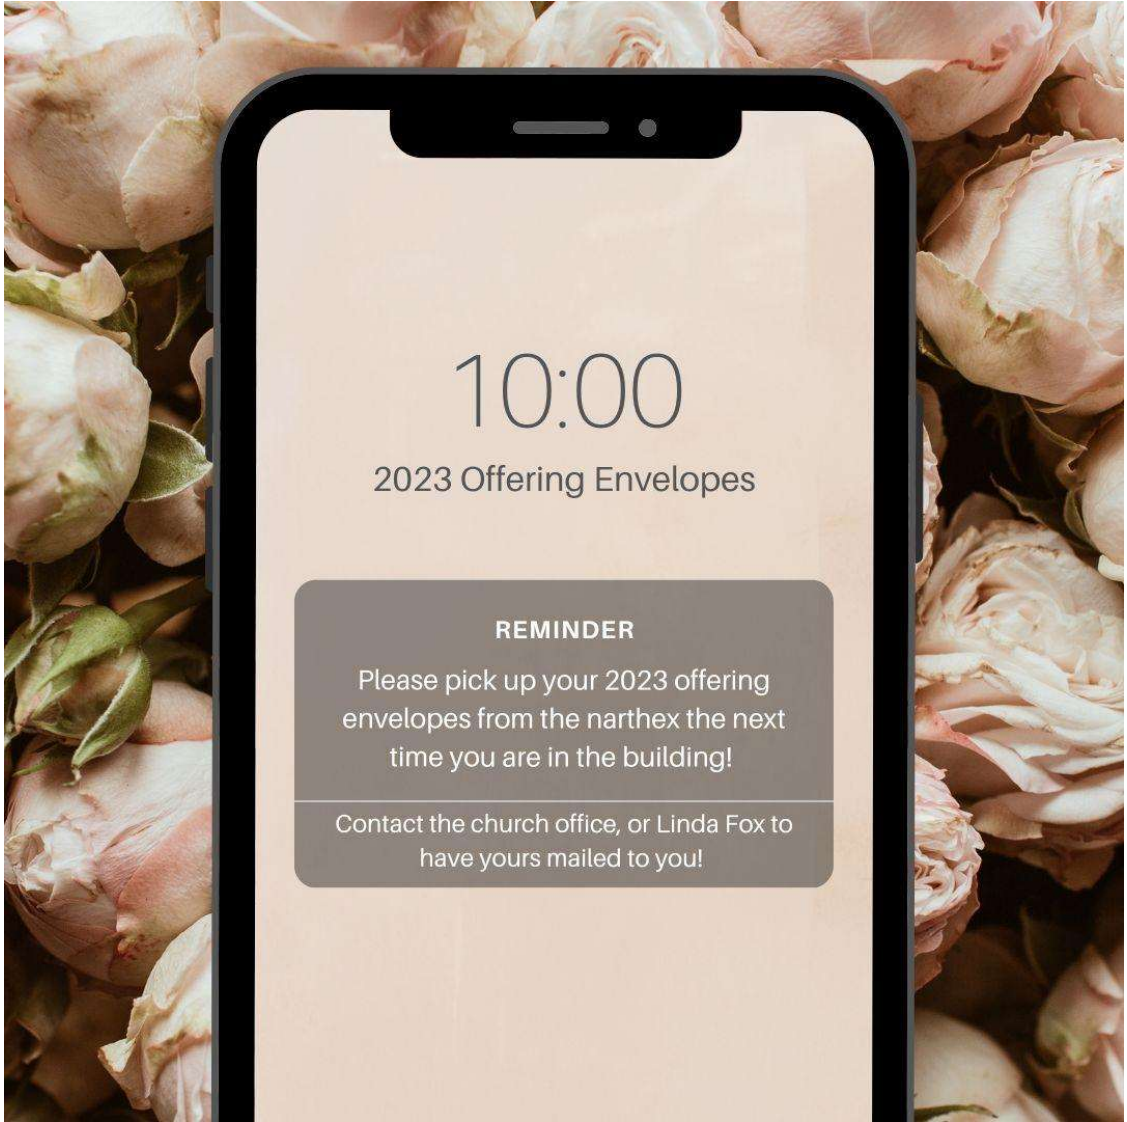 10:00
2023 Offering Envelopes
REMINDER
Please pick up your 2023 offering
envelopes from the narthex the next
time you are in the building!
Contact the church office, or Linda Fox to
have yours mailed to you!